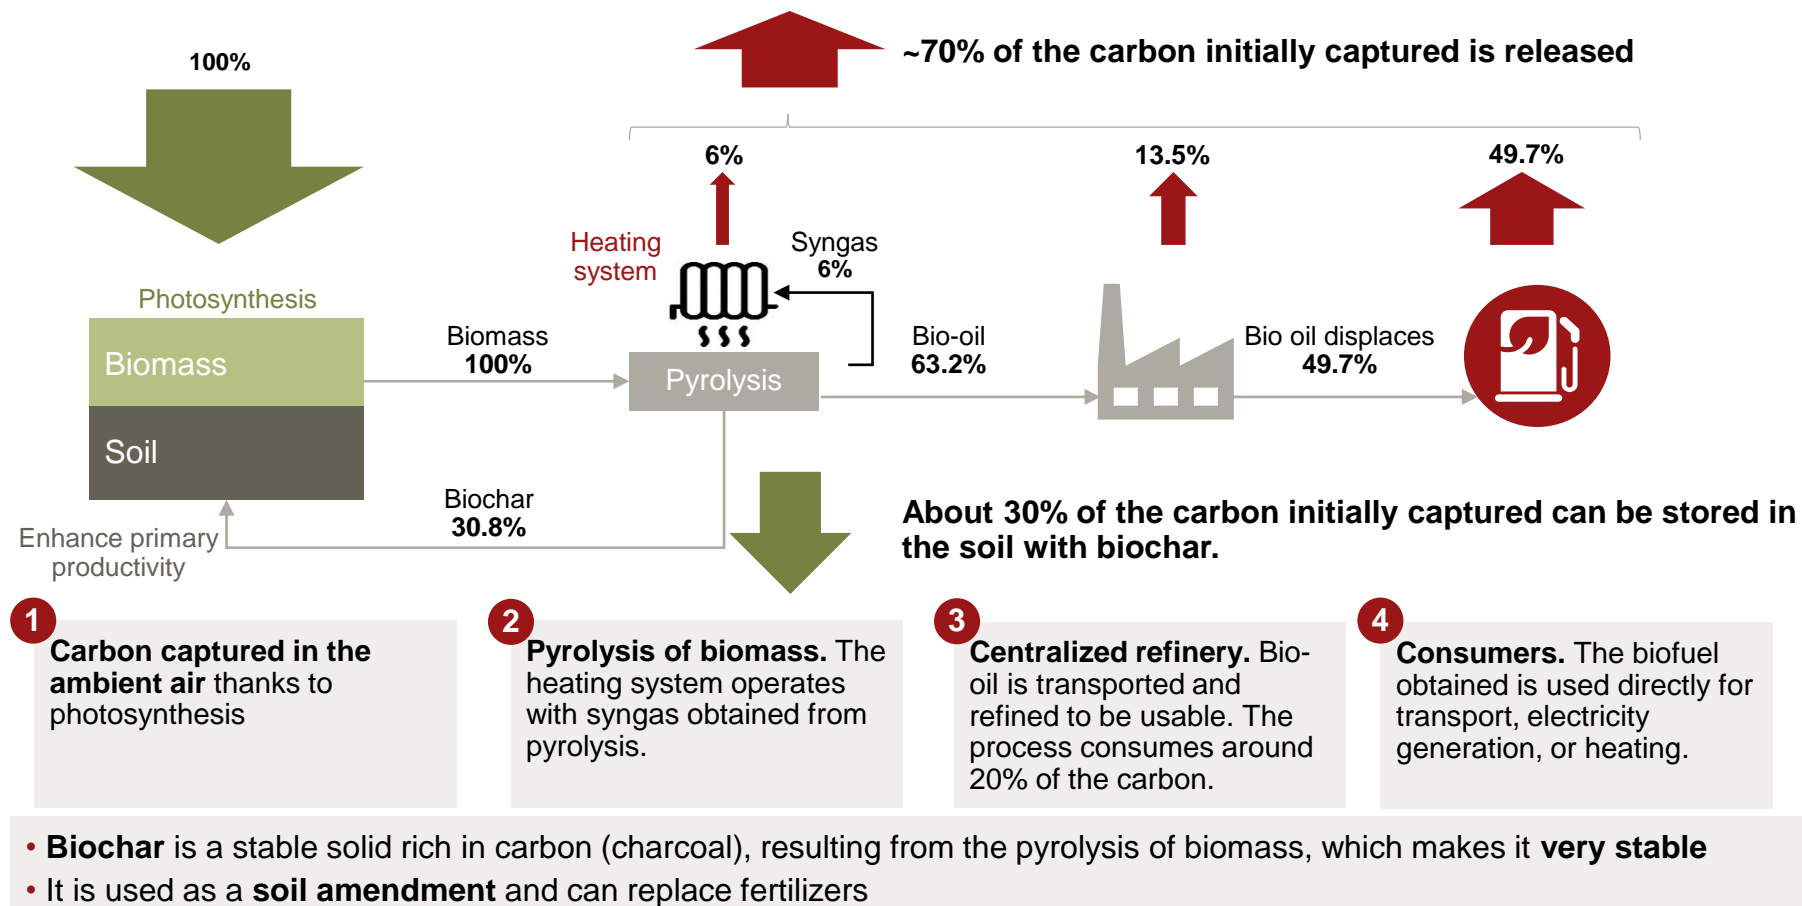 100%
~70% of the carbon initially captured is released
6%
13.5%
49.7%
Heating
system
Syngas
6%
Photosynthesis
Biomass
Soil
Biomass
100%
Pyrolysis
Bio-oil
63.2%
Bio oil displaces
49.7%
Biochar
30.8%
Enhance primary
productivity
About 30% of the carbon initially captured can be stored in
the soil with biochar.
1
Carbon captured in the
ambient air thanks to
photosynthesis
2
Pyrolysis of biomass. The
heating system operates
with syngas obtained from
pyrolysis.
3
Centralized refinery. Bio-
oil is transported and
refined to be usable. The
process consumes around
20% of the carbon.
4
Consumers. The biofuel
obtained is used directly for
transport, electricity
generation, or heating.
• Biochar is a stable solid rich in carbon (charcoal), resulting from the pyrolysis of biomass, which makes it very stable
• It is used as a soil amendment and can replace fertilizers